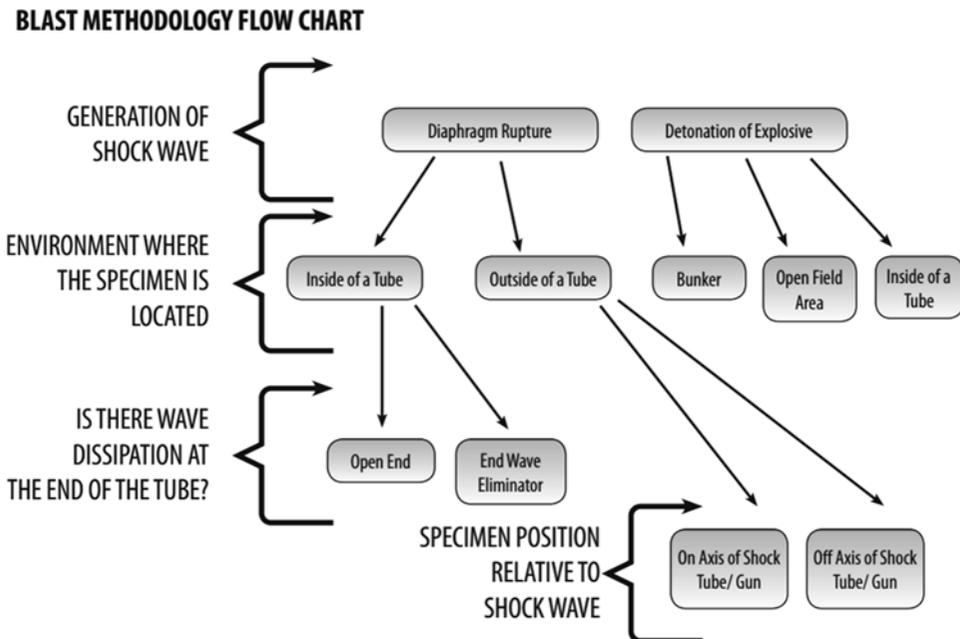 BLAST METHODOLOGY FLOW CHART
GENERATION OF
SHOCK WAVE
Diaphragm Rupture
Detonation of Explosive
ENVIRONMENT WHERE
THE SPECIMEN IS
LOCATED
Inside of a Tube
Outside of a Tube
Bunker
Open Field
Area
Inside of a
Tube
IS THERE WAVE
DISSIPATION AT
THE END OF THE TUBE?
Open End
End Wave
Eliminator
SPECIMEN POSITION
RELATIVE TO
SHOCK WAVE
On Axis of Shock
Tube/ Gun
Off Axis of Shock
Tube/ Gun